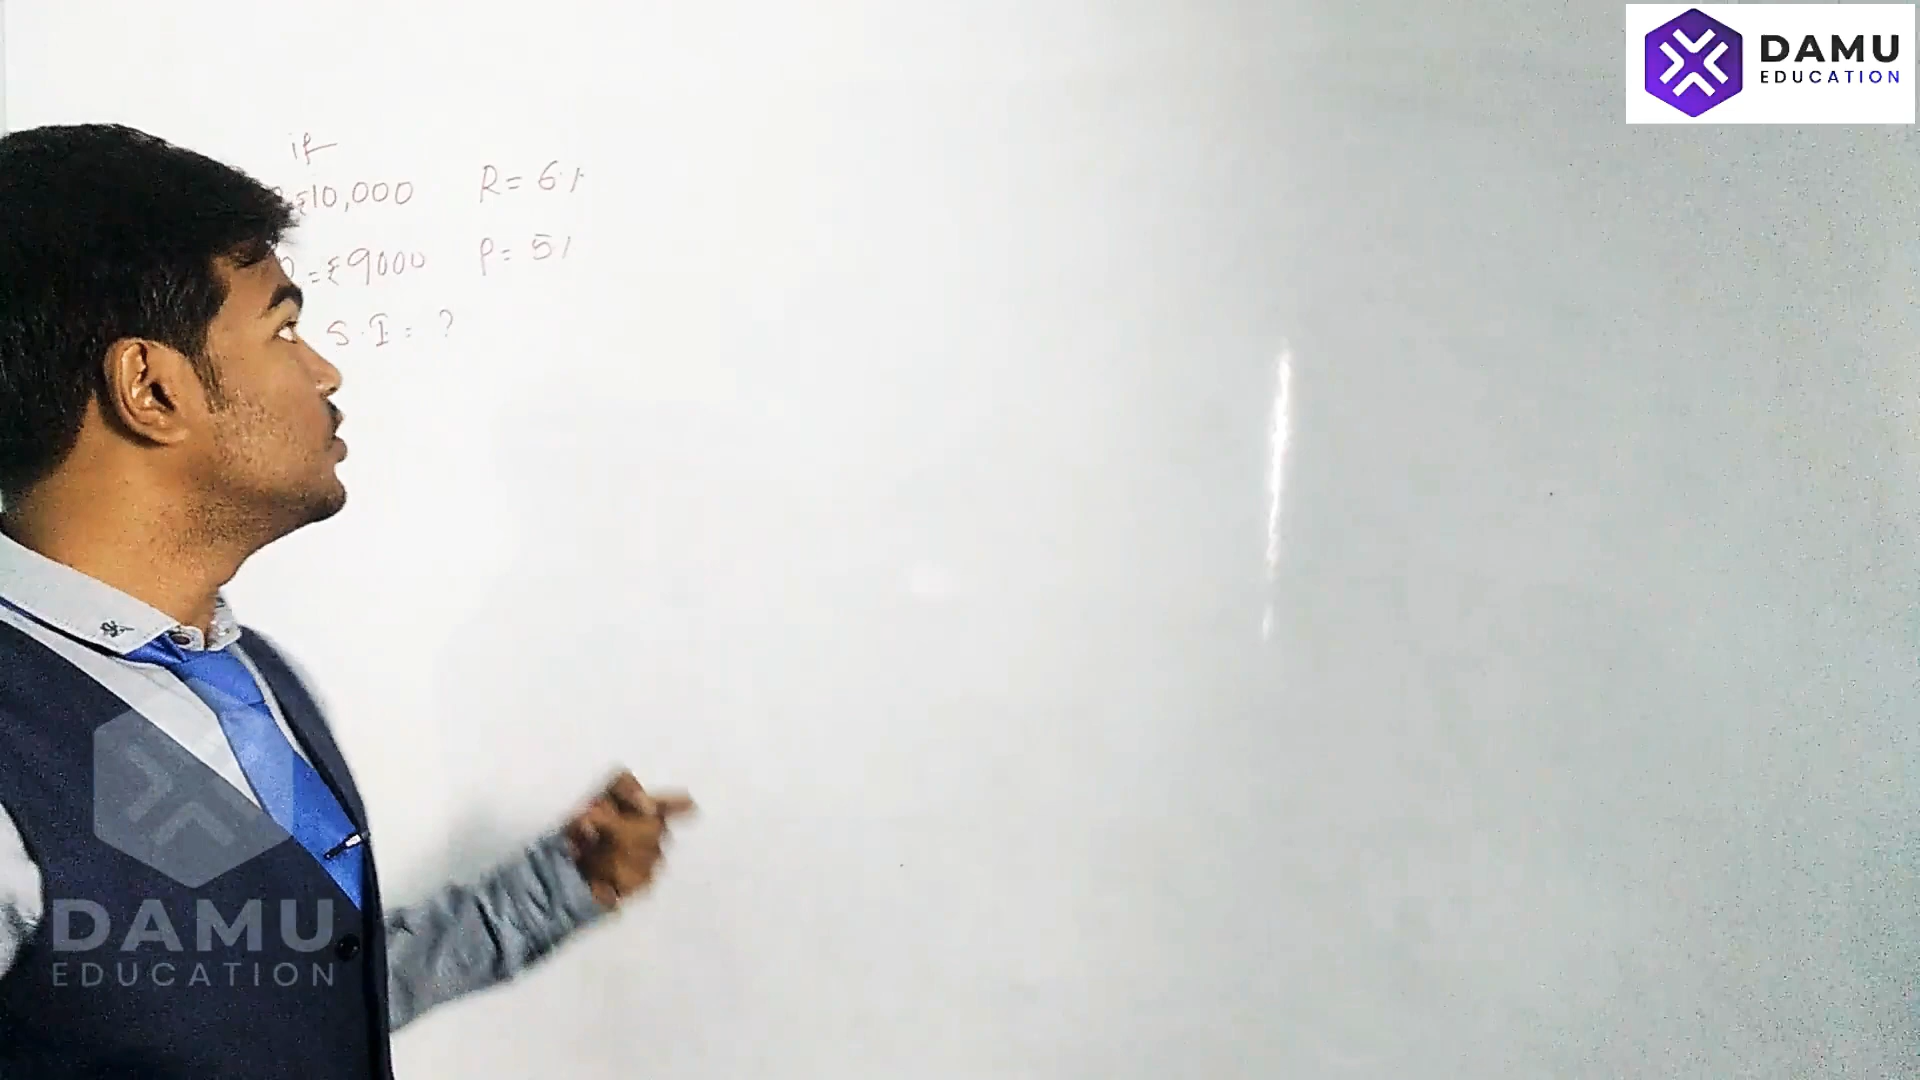 DAMU
EDUCATION
if
₹10,000 R= 6%
P=₹9000 P= 5%
S.I = ?
DAMU
EDUCATION